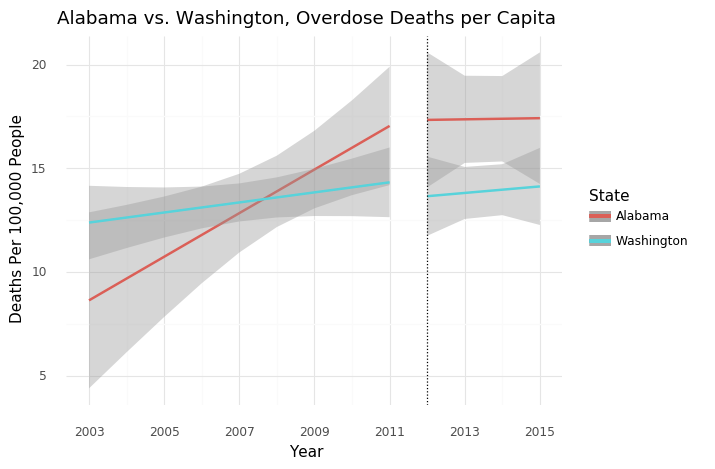 Alabama vs. Washington, Overdose Deaths per Capita
Deaths Per 100,000 People
20
15
10
5
2003 2005 2007 2009 2011 2013 2015
Year
State
Alabama
Washington